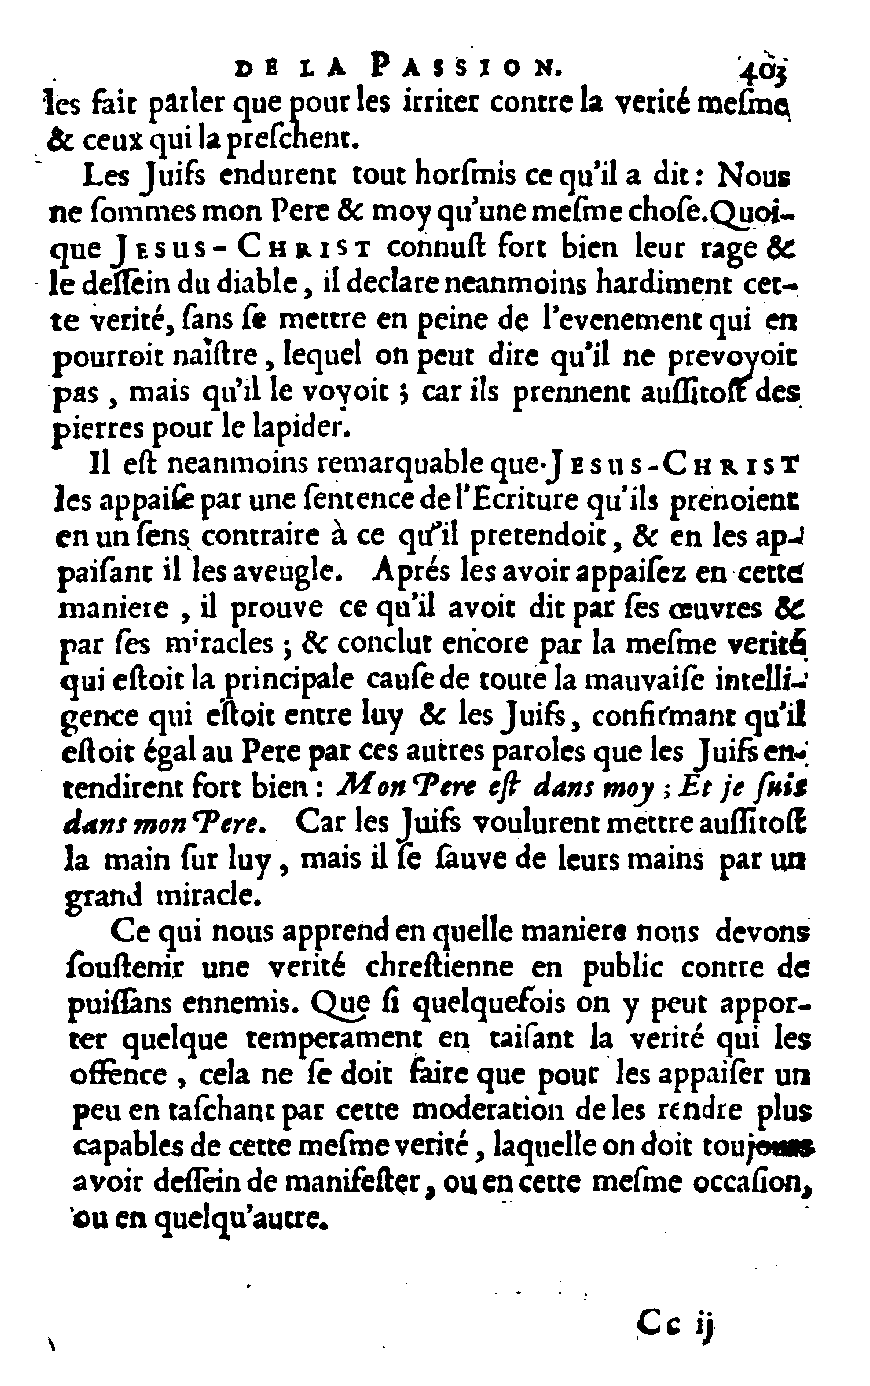 DE LA PASSION. 403
les fait parler que pour les irriter contre la verité meſme,
& ceux qui la preſchent.
Les Juifs endurent tout horſmis ce qu'il a dit : Nous
ne ſommes mon Pere & moy qu'une meſme choſe. Quoi-
que JESUS-CHRIST connuſt fort bien leur rage &
le deſſein du diable, il declare neanmoins hardiment cet-
te verité, ſans ſe mettre en peine de l'evenement qui en
pourroit naiſtre, lequel on peut dire qu'il ne prevoyoit
pas, mais qu'il le voyoit ; car ils prennent auſſitoſt des
pierres pour le lapider.
Il eſt neanmoins remarquable que JESUS-CHRIST
les appaiſe par une ſentence de l'Ecriture qu'ils prenoient
en un ſens contraire à ce qu'il pretendoit, & en les ap-
paiſant il les aveugle. Aprés les avoir appaiſez en cette
maniere, il prouve ce qu'il avoit dit par ſes œuvres &
par ſes miracles ; & conclut encore par la meſme verité
qui eſtoit la principale cauſe de toute la mauvaiſe intelli-
gence qui eſtoit entre luy & les Juifs, confirmant qu'il
eſtoit égal au Pere par ces autres paroles que les Juifs en-
tendirent fort bien : Mon Pere eſt dans moy ; Et je ſuis
dans mon Pere. Car les Juifs voulurent mettre auſſitoſt
la main ſur luy, mais il ſe ſauve de leurs mains par un
grand miracle.
Ce qui nous apprend en quelle maniere nous devons
ſouſtenir une verité chreſtienne en public contre de
puiſſans ennemis. Que ſi quelquefois on y peut appor-
ter quelque temperament en taiſant la verité qui les
offence, cela ne ſe doit faire que pour les appaiſer un
peu en taſchant par cette moderation de les rendre plus
capables de cette meſme verité, laquelle on doit toujours
avoir deſſein de manifeſter, ou en cette meſme occaſion,
ou en quelqu'autre.
Cc ij